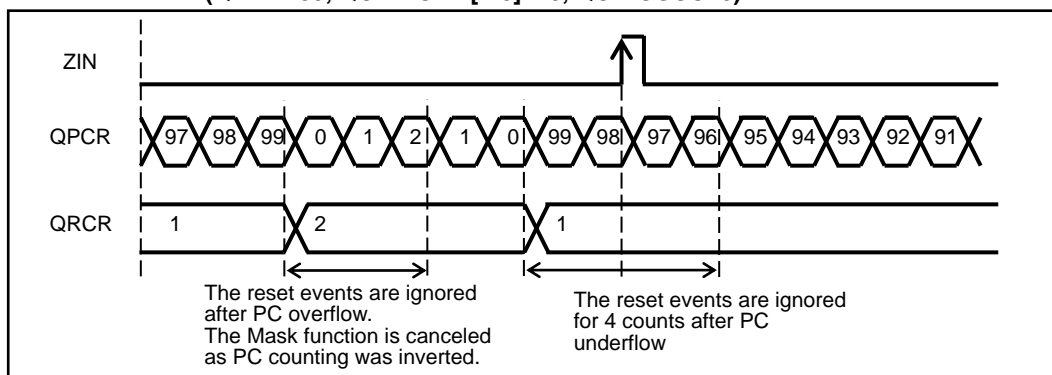 ZIN
QPCR 97 98 99 0 1 2 1 0 99 98 97 96 95 94 93 92 91
QRCR 1 2 1
The reset events are ignored
after PC overflow.
The Mask function is canceled
as PC counting was inverted.
The reset events are ignored
for 4 counts after PC
underflow